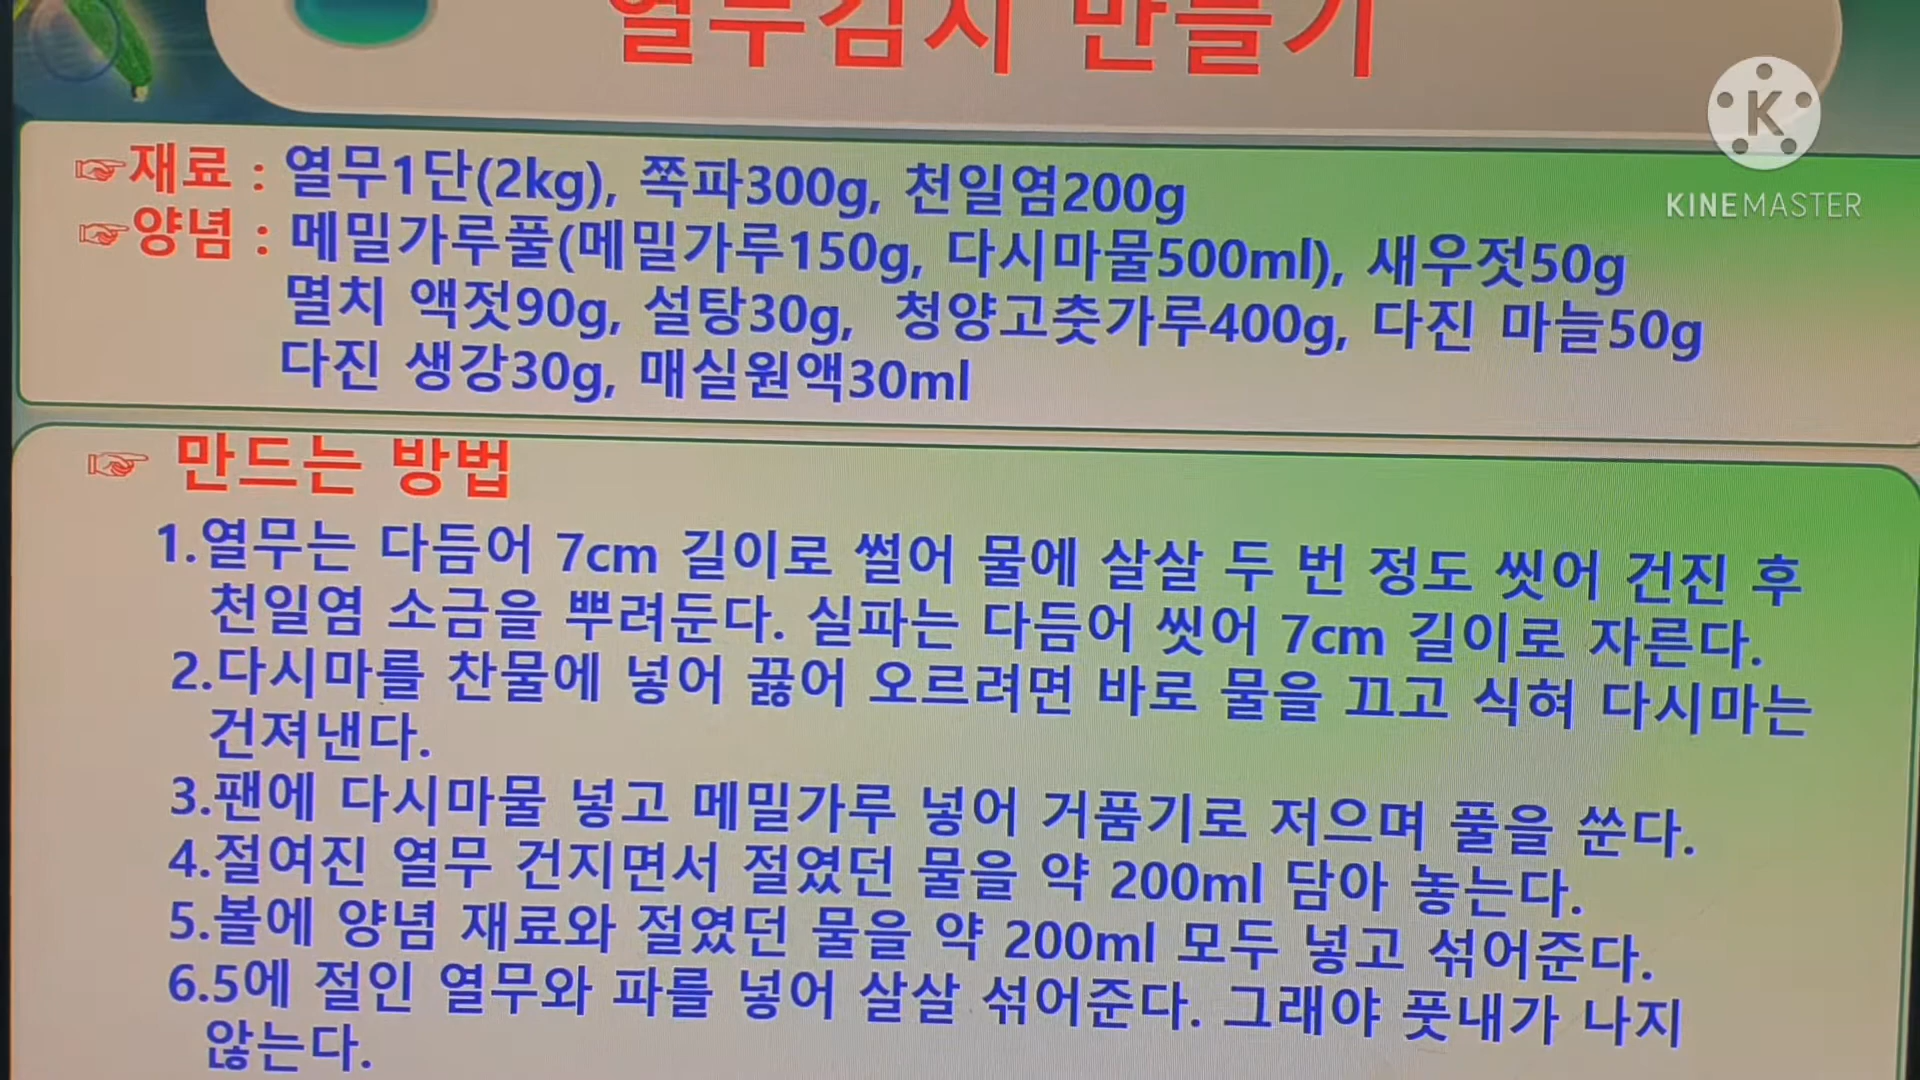 열무김치 만들기
KINEMASTER
☞재료 : 열무1단(2kg), 쪽파300g, 천일염200g
☞양념 : 메밀가루풀(메밀가루150g, 다시마물500ml), 새우젓50g
멸치 액젓90g, 설탕30g, 청양고춧가루400g, 다진 마늘50g
다진 생강30g, 매실원액30ml
☞ 만드는 방법
1.열무는 다듬어 7cm 길이로 썰어 물에 살살 두 번 정도 씻어 건진 후
천일염 소금을 뿌려둔다. 실파는 다듬어 씻어 7cm 길이로 자른다.
2.다시마를 찬물에 넣어 끓어 오르려면 바로 물을 끄고 식혀 다시마는
건져낸다.
3.팬에 다시마물 넣고 메밀가루 넣어 거품기로 저으며 풀을 쑨다.
4.절여진 열무 건지면서 절였던 물을 약 200ml 담아 놓는다.
5.볼에 양념 재료와 절였던 물을 약 200ml 모두 넣고 섞어준다.
6.5에 절인 열무와 파를 넣어 살살 섞어준다. 그래야 풋내가 나지
않는다.